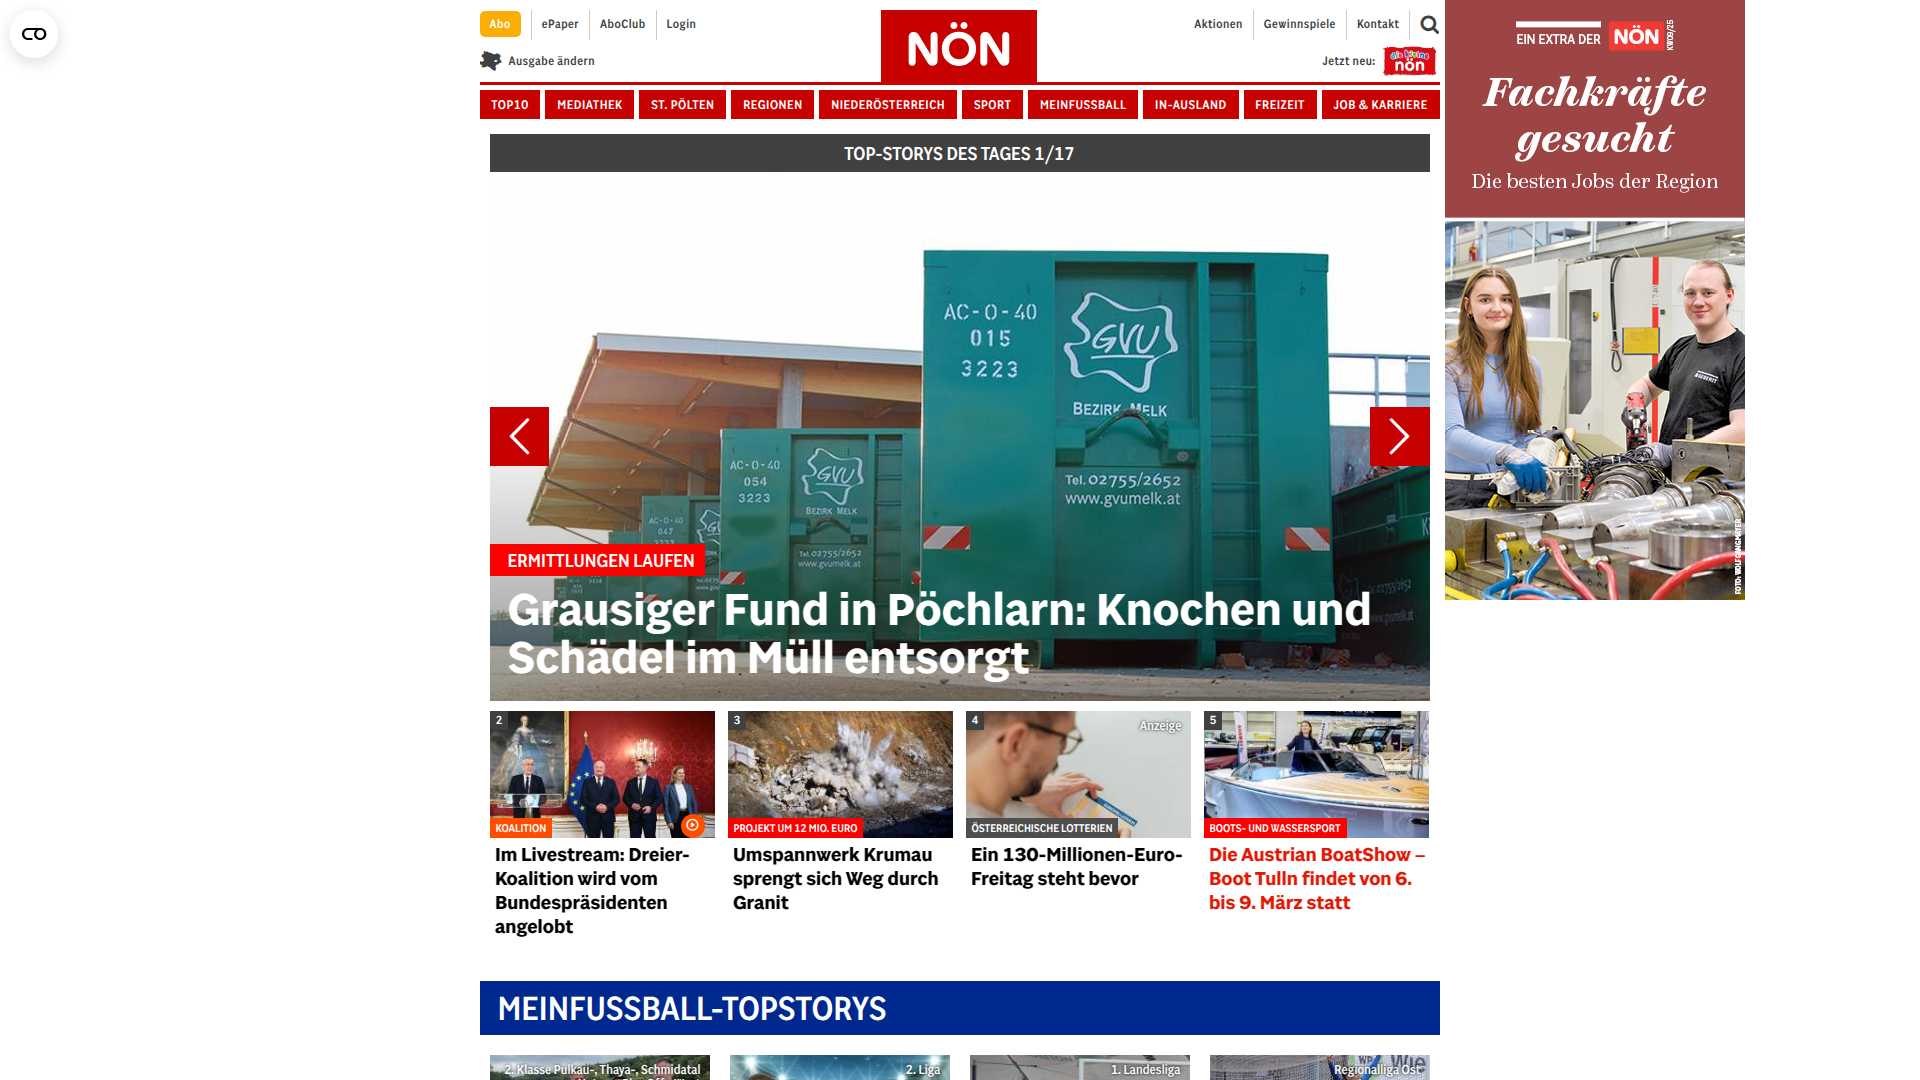 Abo
ePaper
AboClub
Login
NÖN
Aktionen
Gewinnspiele
Kontakt
Ausgabe ändern
Jetzt neu:
die kleine
nön
TOP10
MEDIATHEK
ST. PÖLTEN
REGIONEN
NIEDERÖSTERREICH
SPORT
MEINFUSSBALL
IN-AUSLAND
FREIZEIT
JOB & KARRIERE
EIN EXTRA DER NÖN KW09/25
Fachkräfte
gesucht
Die besten Jobs der Region
FOTO: WOLFGANG MAYER
TOP-STORYS DES TAGES 1/17
AC-O-40
015
3223
GVU
BEZIRK MELK
Tel. 02755/2652
www.gvumelk.at
AC-O-40
054
3223
GVU
BEZIRK MELK
Tel. 02755/2652
www.gvumelk.at
AC-O-40
047
ERMITTLUNGEN LAUFEN
Grausiger Fund in Pöchlarn: Knochen und
Schädel im Müll entsorgt
2
KOALITION
Im Livestream: Dreier-
Koalition wird vom
Bundespräsidenten
angelobt
3
PROJEKT UM 12 MIO. EURO
Umspannwerk Krumau
sprengt sich Weg durch
Granit
4
Anzeige
ÖSTERREICHISCHE LOTTERIEN
Ein 130-Millionen-Euro-
Freitag steht bevor
5
BOOTS- UND WASSERSPORT
Die Austrian BoatShow –
Boot Tulln findet von 6.
bis 9. März statt
MEINFUSSBALL-TOPSTORYS
2. Klasse Pulkau-, Thaya-, Schmidatal
2. Liga
1. Landesliga
Regionalliga Ost